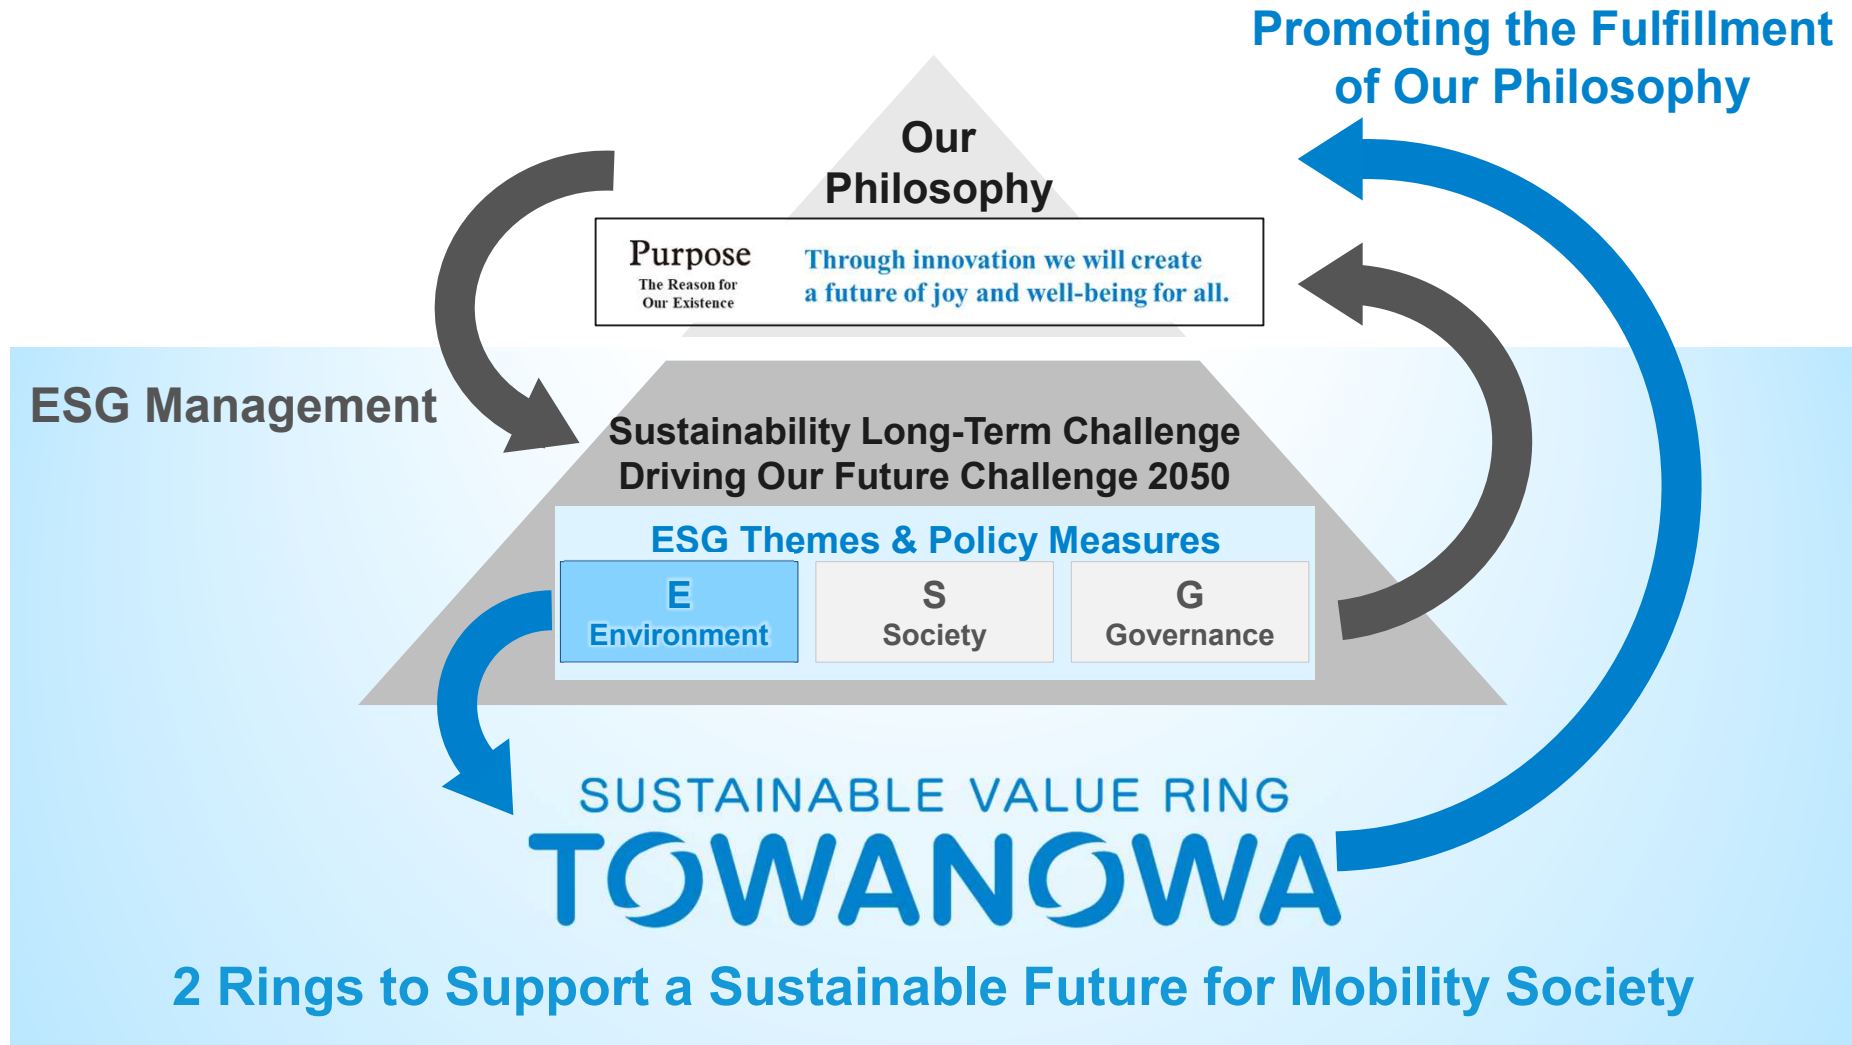 Promoting the Fulfillment
of Our Philosophy
Our
Philosophy
Purpose
The Reason for
Our Existence
Through innovation we will create
a future of joy and well-being for all.
ESG Management
Sustainability Long-Term Challenge
Driving Our Future Challenge 2050
ESG Themes & Policy Measures
E
Environment
S
Society
G
Governance
SUSTAINABLE VALUE RING
TOWANOWA
2 Rings to Support a Sustainable Future for Mobility Society